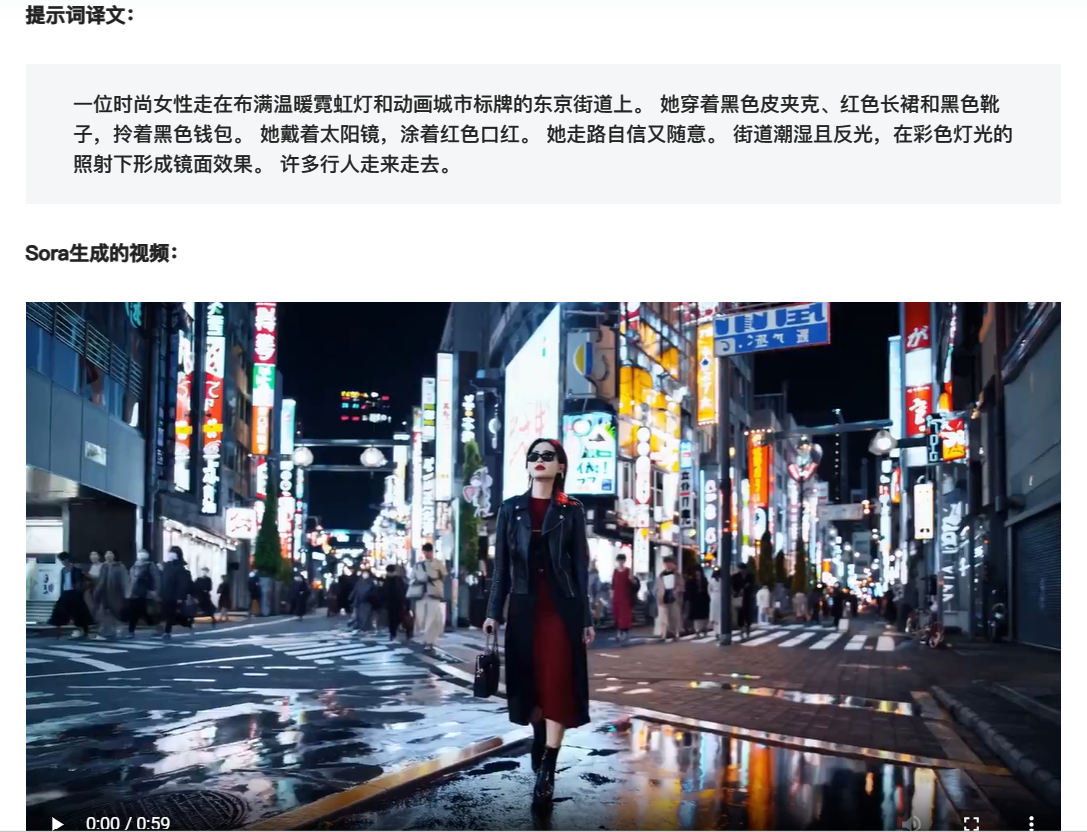 提示词译文：
一位时尚女性走在布满温暖霓虹灯和动画城市标牌的东京街道上。 她穿着黑色皮夹克、红色长裙和黑色靴
子，拎着黑色钱包。 她戴着太阳镜，涂着红色口红。 她走路自信又随意。 街道潮湿且反光，在彩色灯光的
照射下形成镜面效果。 许多行人走来走去。
Sora生成的视频：
が
0:00 / 0:59